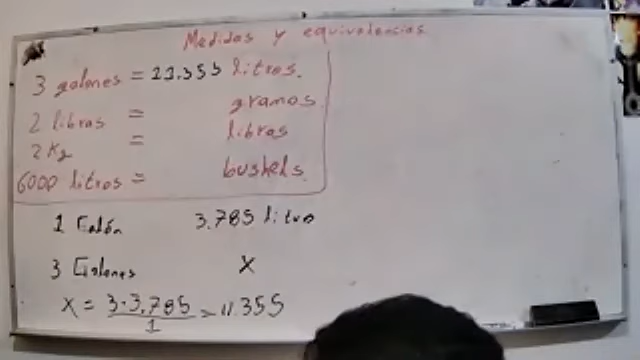 Medidas y equivalencias
3 galones = 11.355 litros.
2 libras = gramos
2 Kg = libras
6000 litros = bushels.
1 Galón 3.785 litro
3 Galones X
X = 3·3.785 / 1 = 11.355